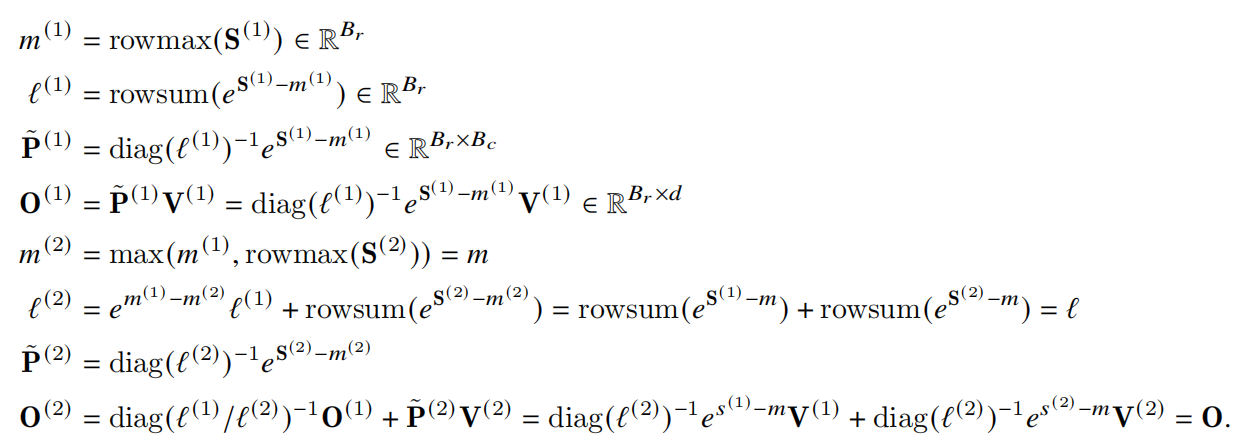 m^{(1)} = rowmax(𝐒^{(1)}) ∈ ℝ^{B_r}
ℓ^{(1)} = rowsum(e^{𝐒^{(1)}−m^{(1)}}) ∈ ℝ^{B_r}
𝐏̃^{(1)} = diag(ℓ^{(1)})^{−1}e^{𝐒^{(1)}−m^{(1)}} ∈ ℝ^{B_r×B_c}
𝐎^{(1)} = 𝐏̃^{(1)}𝐕^{(1)} = diag(ℓ^{(1)})^{−1}e^{𝐒^{(1)}−m^{(1)}}𝐕^{(1)} ∈ ℝ^{B_r×d}
m^{(2)} = max(m^{(1)}, rowmax(𝐒^{(2)})) = m
ℓ^{(2)} = e^{m^{(1)}−m^{(2)}}ℓ^{(1)} + rowsum(e^{𝐒^{(2)}−m^{(2)}}) = rowsum(e^{𝐒^{(1)}−m}) + rowsum(e^{𝐒^{(2)}−m}) = ℓ
𝐏̃^{(2)} = diag(ℓ^{(2)})^{−1}e^{𝐒^{(2)}−m^{(2)}}
𝐎^{(2)} = diag(ℓ^{(1)}/ℓ^{(2)})^{−1}𝐎^{(1)} + 𝐏̃^{(2)}𝐕^{(2)} = diag(ℓ^{(2)})^{−1}e^{s^{(1)}−m}𝐕^{(1)} + diag(ℓ^{(2)})^{−1}e^{s^{(2)}−m}𝐕^{(2)} = 𝐎.